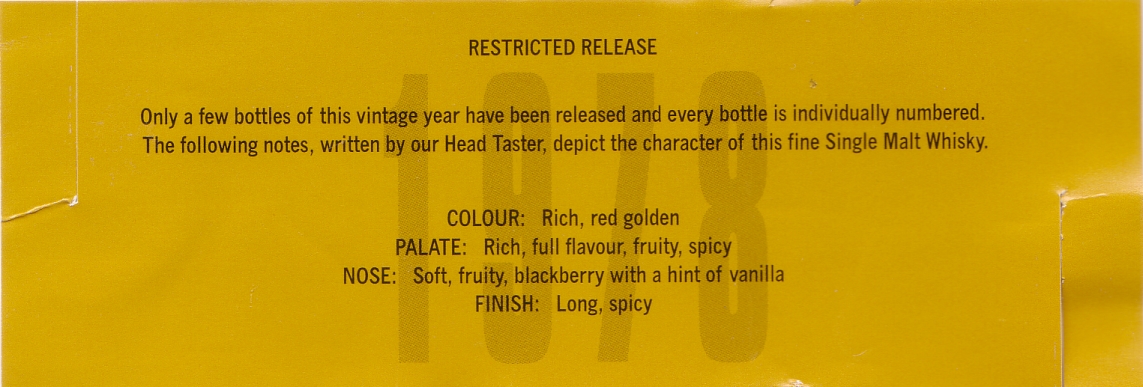 RESTRICTED RELEASE
1978
Only a few bottles of this vintage year have been released and every bottle is individually numbered.
The following notes, written by our Head Taster, depict the character of this fine Single Malt Whisky.
COLOUR: Rich, red golden
PALATE: Rich, full flavour, fruity, spicy
NOSE: Soft, fruity, blackberry with a hint of vanilla
FINISH: Long, spicy